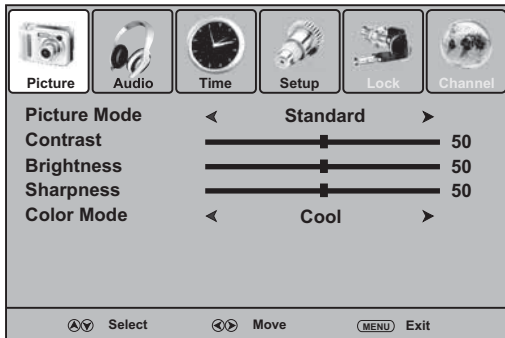 Picture Audio Time Setup Lock Channel
Picture Mode Standard
Contrast 50
Brightness 50
Sharpness 50
Color Mode Cool
Select Move MENU Exit